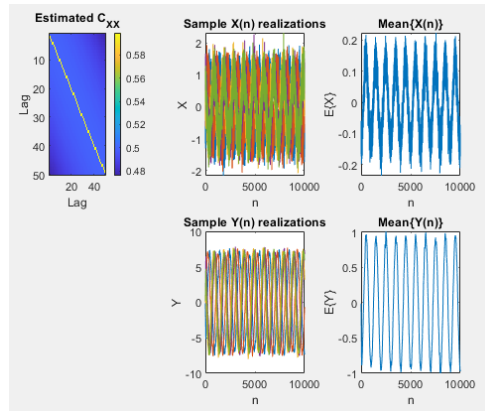 Estimated C_XX
Sample X(n) realizations
Mean{X(n)}
10
20
30
40
50
Lag
20 40
Lag
0.58
0.56
0.54
0.52
0.5
0.48
2
1
0
-1
-2
X
0 5000 10000
n
0.2
0.1
0
-0.1
-0.2
E{X}
0 5000 10000
n
Sample Y(n) realizations
Mean{Y(n)}
10
5
0
-5
-10
Y
0 5000 10000
n
1
0.5
0
-0.5
-1
E{Y}
0 5000 10000
n